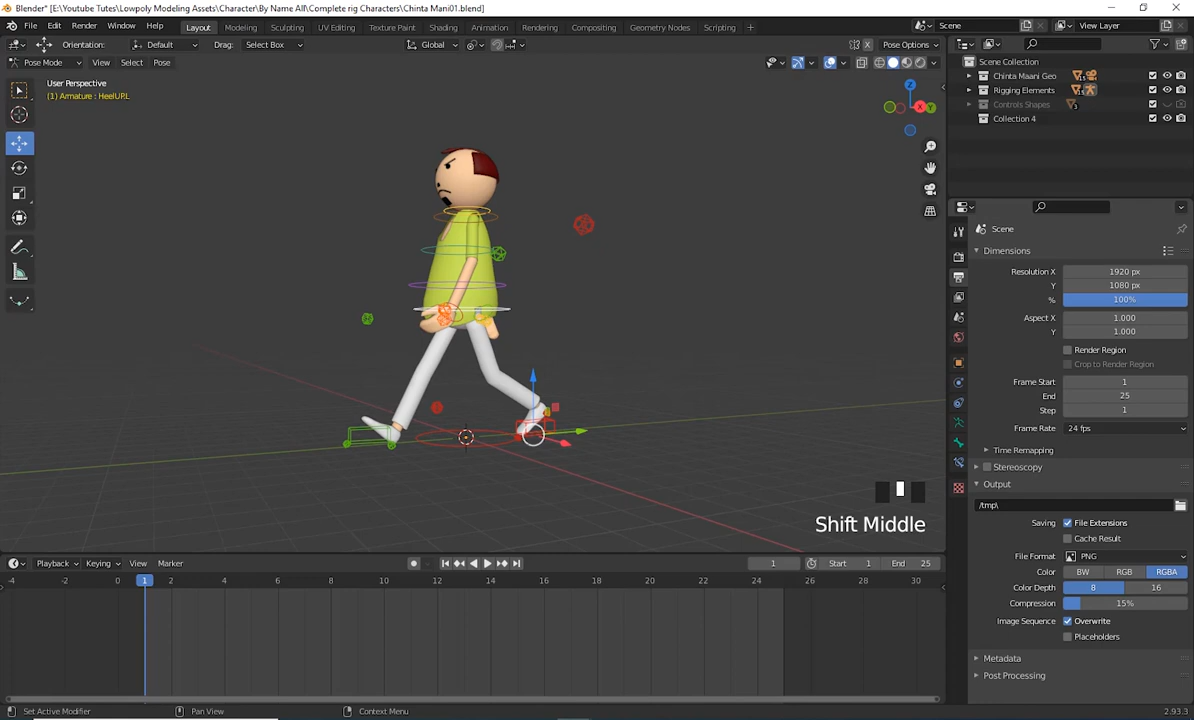 Blender* [E:\Youtube Tutes\Lowpoly Modeling Assets\Character\By Name All\Complete rig Characters\Chinta Mani01.blend]
File Edit Render Window Help Layout Modeling Sculpting UV Editing Texture Paint Shading Animation Rendering Compositing Geometry Nodes Scripting + Scene View Layer
Orientation: Default Drag: Select Box Global X Pose Options
Pose Mode View Select Pose
User Perspective
(1) Armature : HeelUP.L
Z
X
Y
Scene Collection
Chinta Maani Geo 15
Rigging Elements
Controls Shapes 3
Collection 4
Scene
Dimensions
Resolution X 1920 px
Y 1080 px
% 100%
Aspect X 1.000
Y 1.000
Render Region
Crop to Render Region
Frame Start 1
End 25
Step 1
Frame Rate 24 fps
Time Remapping
Stereoscopy
Output
/tmp\
Saving File Extensions
Cache Result
File Format PNG
Color BW RGB RGBA
Color Depth 8 16
Compression 15%
Image Sequence Overwrite
Placeholders
Metadata
Post Processing
Shift Middle
Playback Keying View Marker 1 Start 1 End 25
-4 -2 0 1 2 4 6 8 10 12 14 16 18 20 22 24 26 28 30
Set Active Modifier Pan View Context Menu 2.93.3